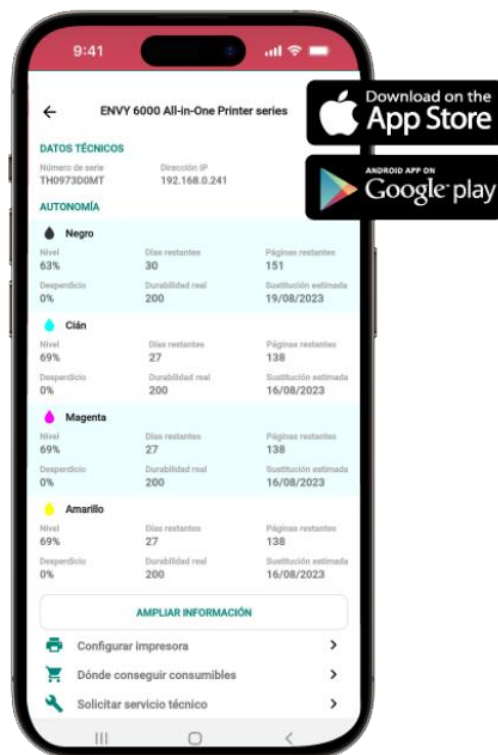 9:41
ENVY 6000 All-in-One Printer series
Download on the
App Store
DATOS TÉCNICOS
Número de serie Dirección IP
TH0973D0MT 192.168.0.241
ANDROID APP ON
Google play
AUTONOMÍA
Negro
Nivel Días restantes Páginas restantes
63% 30 151
Desperdicio Durabilidad real Sustitución estimada
0% 200 19/08/2023
Cián
Nivel Días restantes Páginas restantes
69% 27 138
Desperdicio Durabilidad real Sustitución estimada
0% 200 16/08/2023
Magenta
Nivel Días restantes Páginas restantes
69% 27 138
Desperdicio Durabilidad real Sustitución estimada
0% 200 16/08/2023
Amarillo
Nivel Días restantes Páginas restantes
69% 27 138
Desperdicio Durabilidad real Sustitución estimada
0% 200 16/08/2023
AMPLIAR INFORMACIÓN
Configurar impresora
Dónde conseguir consumibles
Solicitar servicio técnico